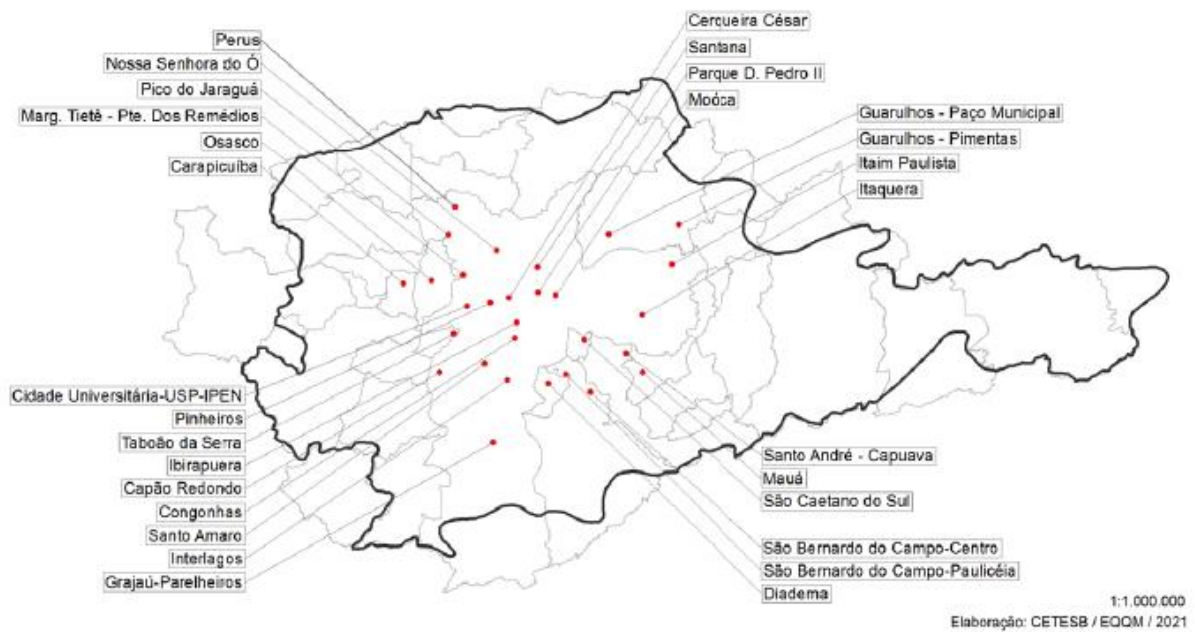 Perus
Nossa Senhora do Ó
Pico do Jaraguá
Marg. Tietê - Pte. Dos Remédios
Osasco
Carapicuíba
Cerqueira César
Santana
Parque D. Pedro II
Moóca
Guarulhos - Paço Municipal
Guarulhos - Pimentas
Itaim Paulista
Itaquera
Cidade Universitária-USP-IPEN
Pinheiros
Taboão da Serra
Ibirapuera
Capão Redondo
Congonhas
Santo Amaro
Interlagos
Grajaú-Parelheiros
Santo André - Capuava
Mauá
São Caetano do Sul
São Bernardo do Campo-Centro
São Bernardo do Campo-Paulicéia
Diadema
1:1.000.000
Elaboração: CETESB / EQQM / 2021